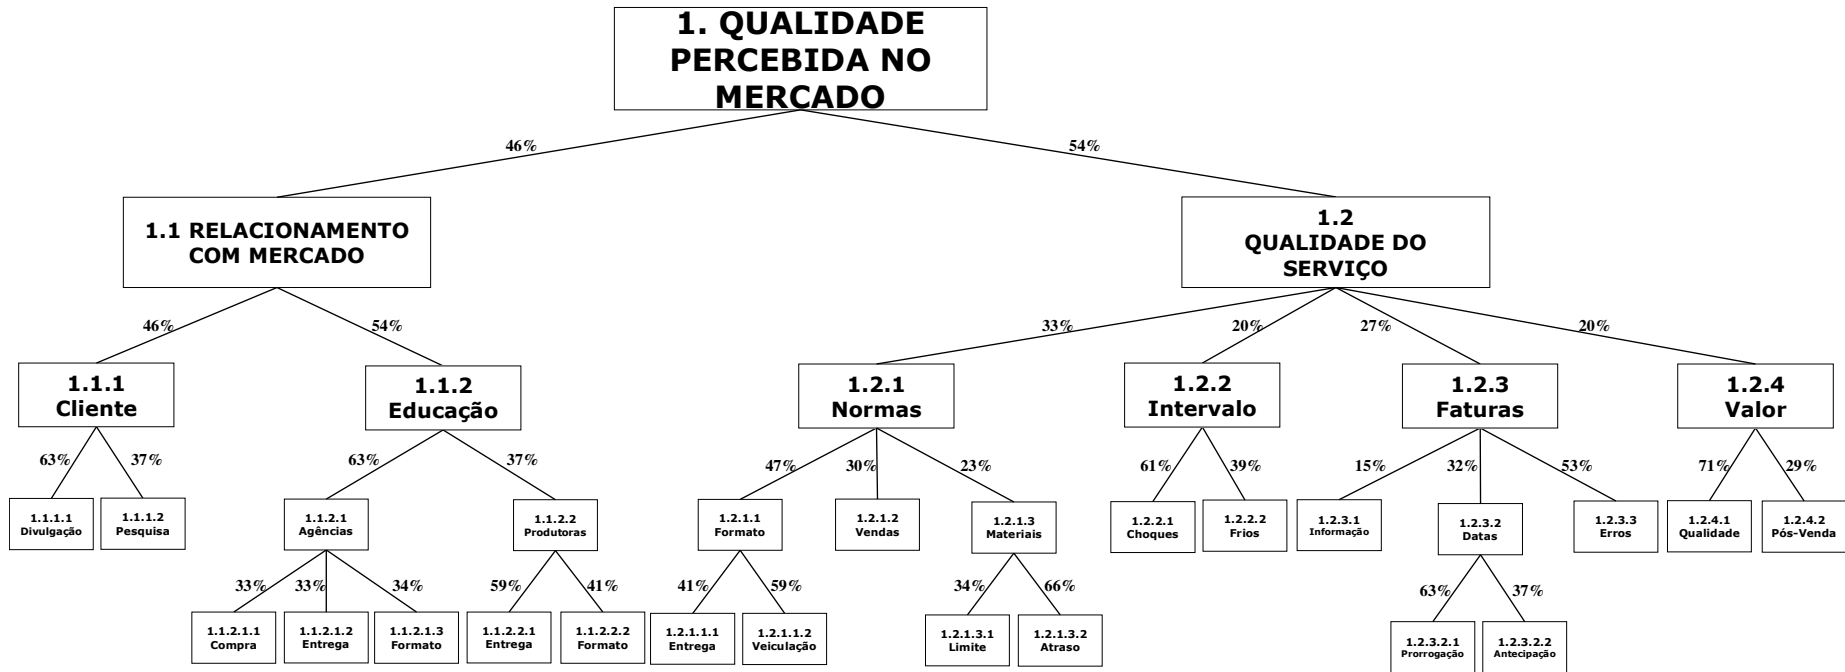 1. QUALIDADE
PERCEBIDA NO
MERCADO
46%
54%
1.1 RELACIONAMENTO
COM MERCADO
1.2
QUALIDADE DO
SERVIÇO
46%
54%
33%
20%
27%
20%
1.1.1
Cliente
1.1.2
Educação
1.2.1
Normas
1.2.2
Intervalo
1.2.3
Faturas
1.2.4
Valor
63%
37%
63%
37%
47%
30%
23%
61%
39%
15%
32%
53%
71%
29%
1.1.1.1
Divulgação
1.1.1.2
Pesquisa
1.1.2.1
Agências
1.1.2.2
Produtoras
1.2.1.1
Formato
1.2.1.2
Vendas
1.2.1.3
Materiais
1.2.2.1
Choques
1.2.2.2
Frios
1.2.3.1
Informação
1.2.3.2
Datas
1.2.3.3
Erros
1.2.4.1
Qualidade
1.2.4.2
Pós-Venda
33%
33%
34%
59%
41%
41%
59%
34%
66%
63%
37%
1.1.2.1.1
Compra
1.1.2.1.2
Entrega
1.1.2.1.3
Formato
1.1.2.2.1
Entrega
1.1.2.2.2
Formato
1.2.1.1.1
Entrega
1.2.1.1.2
Veiculação
1.2.1.3.1
Limite
1.2.1.3.2
Atraso
1.2.3.2.1
Prorrogação
1.2.3.2.2
Antecipação